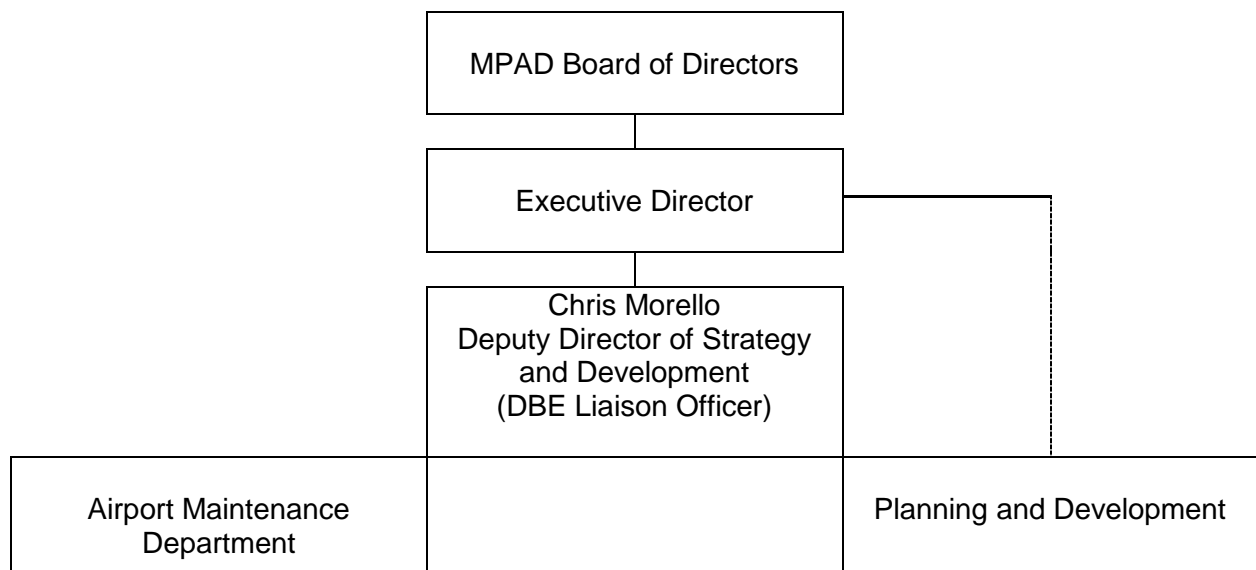 MPAD Board of Directors
Executive Director
Chris Morello
Deputy Director of Strategy
and Development
(DBE Liaison Officer)
Airport Maintenance
Department
Planning and Development